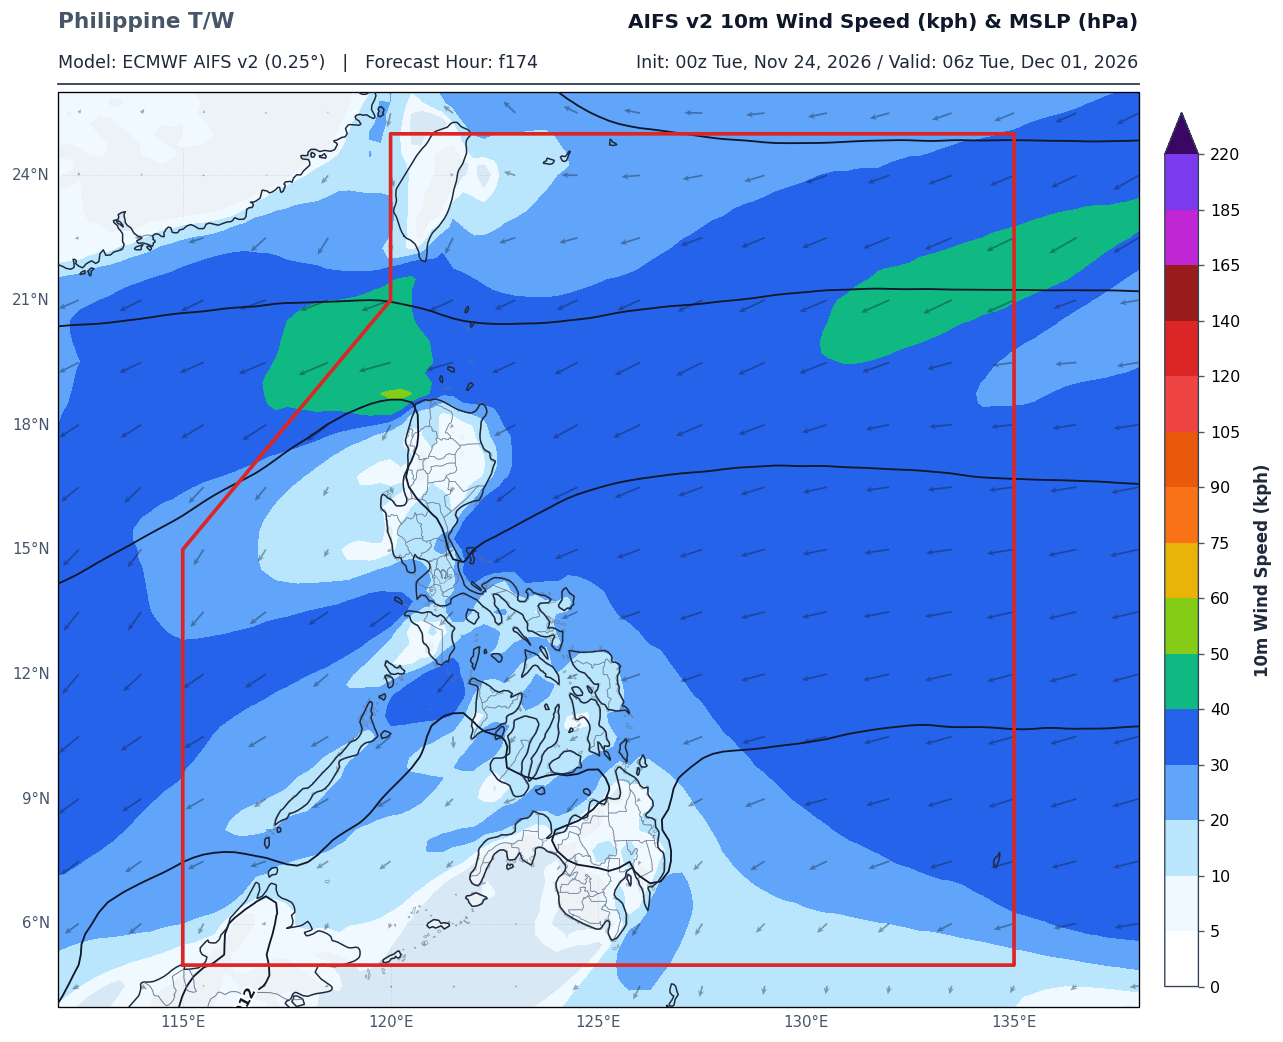 Philippine T/W
AIFS v2 10m Wind Speed (kph) & MSLP (hPa)
Model: ECMWF AIFS v2 (0.25°) | Forecast Hour: f174
Init: 00z Tue, Nov 24, 2026 / Valid: 06z Tue, Dec 01, 2026
24°N
21°N
18°N
15°N
12°N
9°N
6°N
115°E
120°E
125°E
130°E
135°E
220
185
165
140
120
105
90
75
60
50
40
30
20
10
5
0
10m Wind Speed (kph)